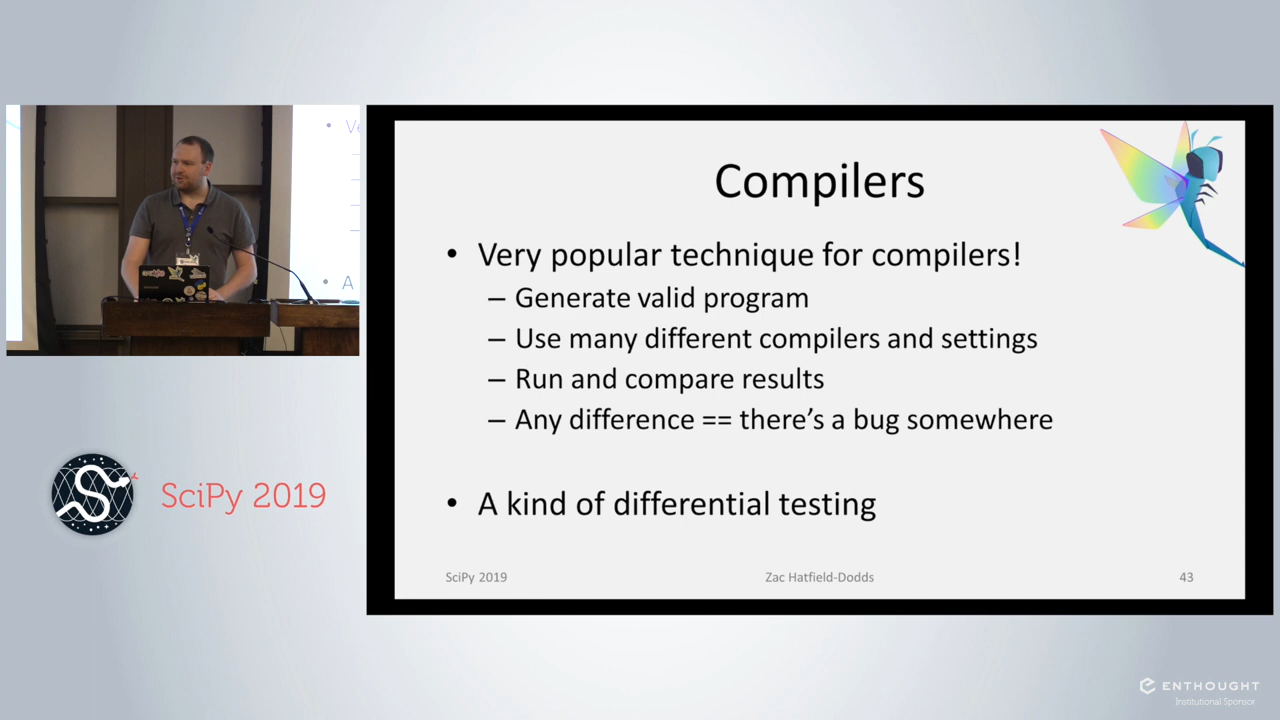 Compilers
• Very popular technique for compilers!
– Generate valid program
– Use many different compilers and settings
– Run and compare results
– Any difference == there's a bug somewhere
• A kind of differential testing
SciPy 2019
Zac Hatfield-Dodds
43
• Ve
• A
SciPy 2019
ENTHOUGHT
Institutional Sponsor